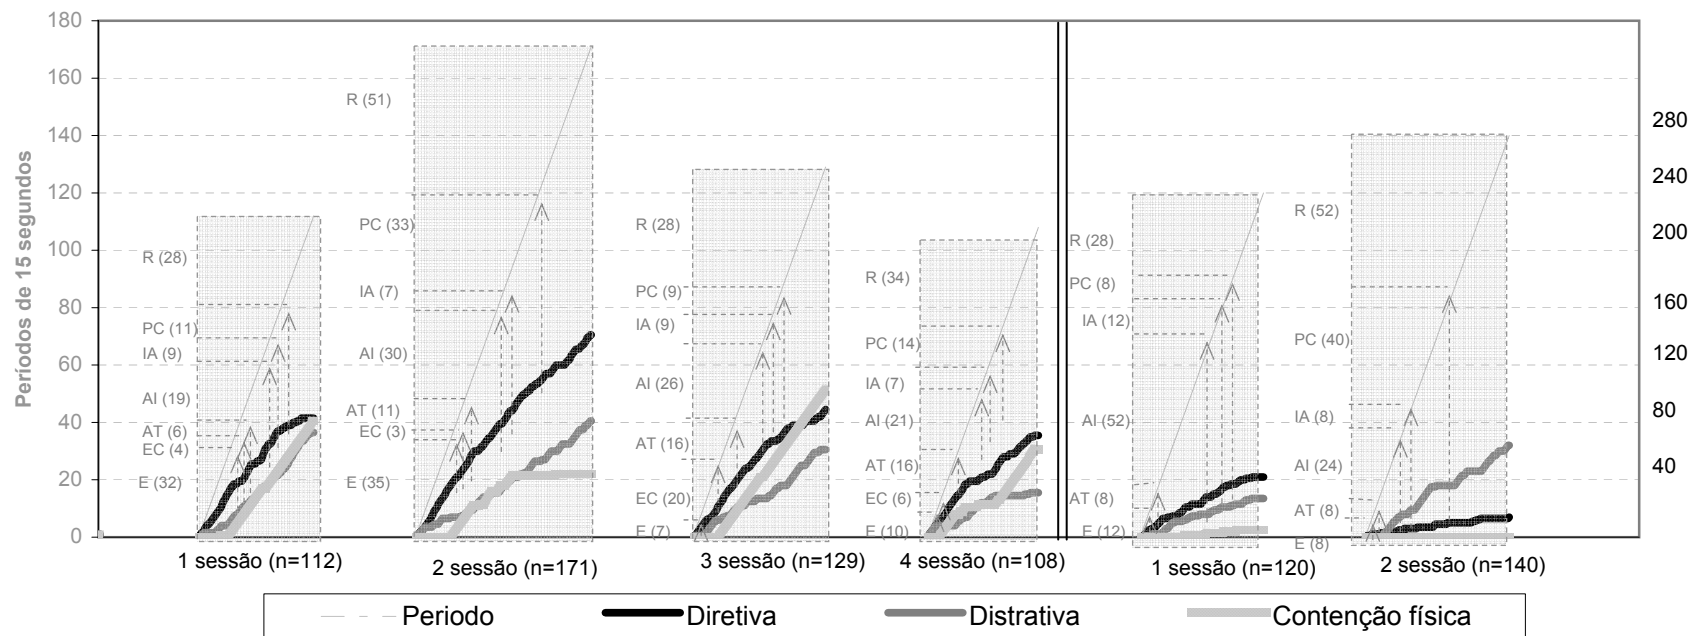 Períodos de 15 segundos
180
160
140
120
100
80
60
40
20
0
R (28)
PC (11)
IA (9)
AI (19)
AT (6)
EC (4)
E (32)
1 sessão (n=112)
R (51)
PC (33)
IA (7)
AI (30)
AT (11)
EC (3)
E (35)
2 sessão (n=171)
R (28)
PC (9)
IA (9)
AI (26)
AT (16)
EC (20)
E (7)
3 sessão (n=129)
R (34)
PC (14)
IA (7)
AI (21)
AT (16)
EC (6)
E (10)
4 sessão (n=108)
R (28)
PC (8)
IA (12)
AI (52)
AT (8)
E (12)
1 sessão (n=120)
R (52)
PC (40)
IA (8)
AI (24)
AT (8)
E (8)
2 sessão (n=140)
280
240
200
160
120
80
40
Periodo Diretiva Distrativa Contenção física